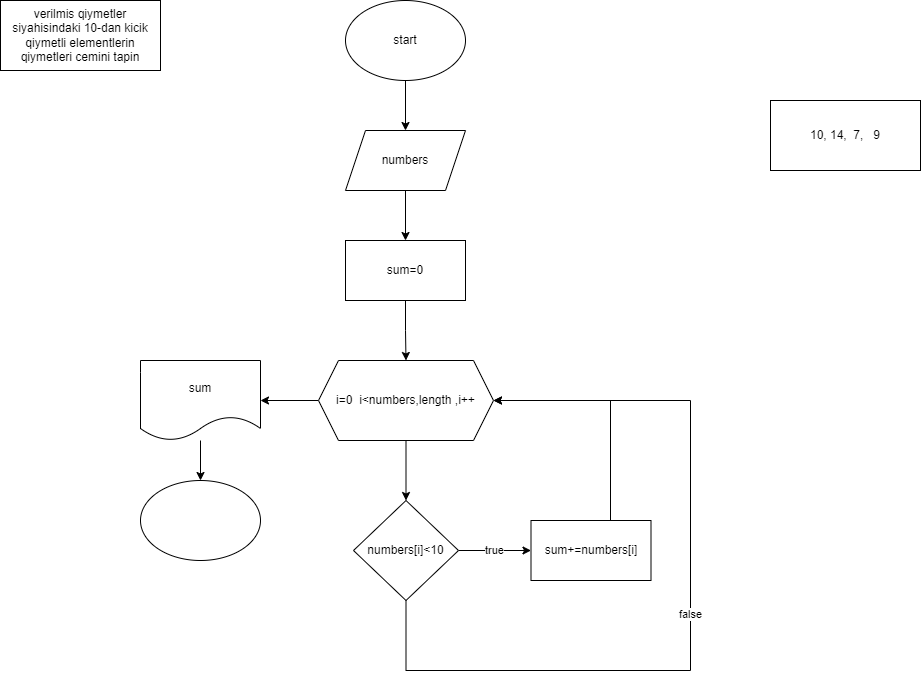 verilmis qiymetler
siyahisindaki 10-dan kicik
qiymetli elementlerin
qiymetleri cemini tapin
start
10, 14, 7, 9
numbers
sum=0
sum
i=0 i<numbers,length ,i++
numbers[i]<10
true
sum+=numbers[i]
false